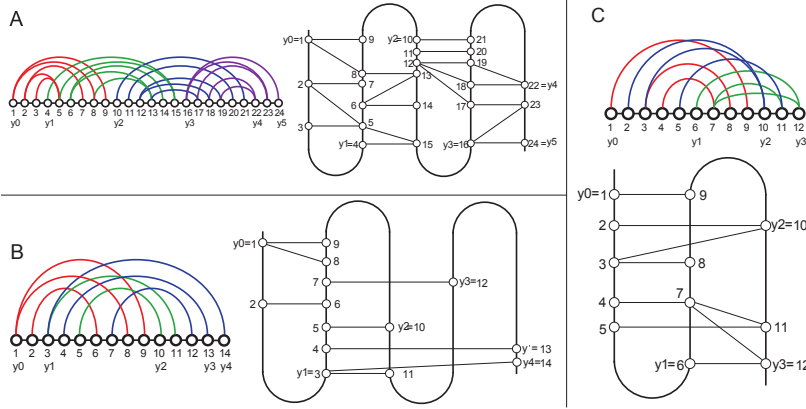 A
1 2 3 4 5 6 7 8 9 10 11 12 13 14 15 16 17 18 19 20 21 22 23 24
y0 y1 y2 y3 y4 y5
y0=1 9 y2=10 21
11 20
12 19
8 13
2 7 18 22=y4
6 14 17 23
3 5
y1=4 15 y3=16 24=y5
B
1 2 3 4 5 6 7 8 9 10 11 12 13 14
y0 y1 y2 y3 y4
y0=1 9
8
7 y3=12
2 6
5 y2=10
4 y'=13
y4=14
y1=3 11
C
1 2 3 4 5 6 7 8 9 10 11 12
y0 y1 y2 y3
y0=1 9
2 y2=10
3 8
4 7
5 11
y1=6 y3=12